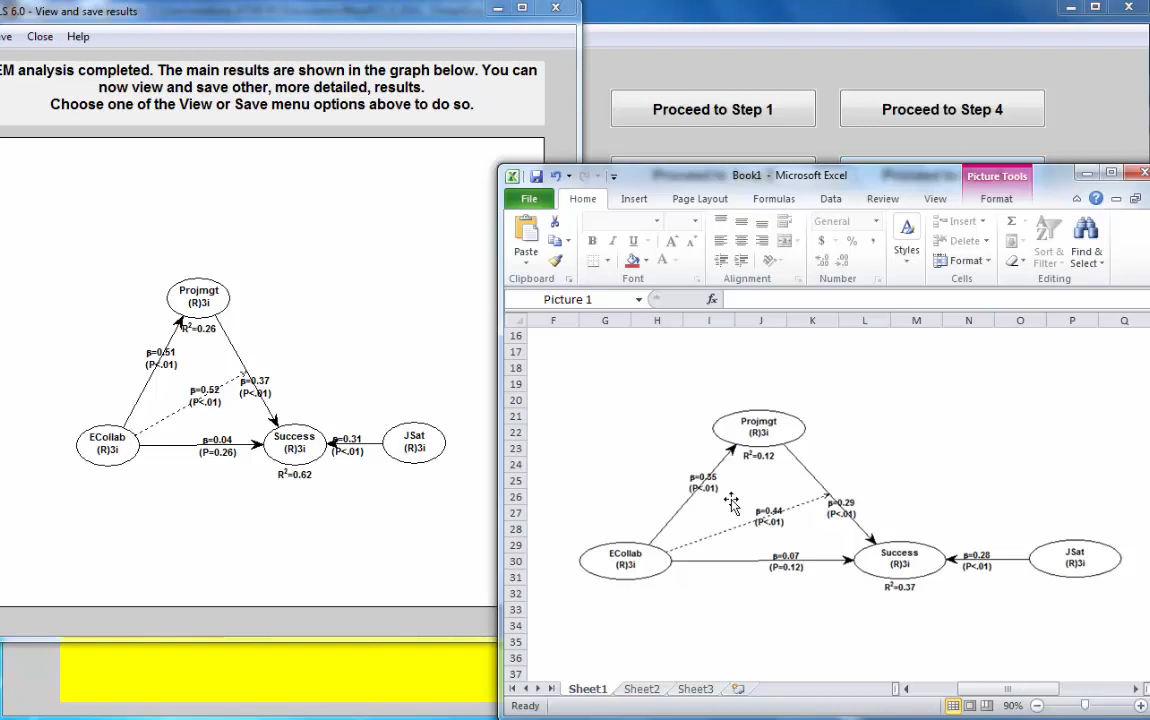 LS 6.0 - View and save results
ve Close Help
EM analysis completed. The main results are shown in the graph below. You can
now view and save other, more detailed, results.
Choose one of the View or Save menu options above to do so.
Projmgt
(R)3i
R²=0.26
β=0.51
(P<.01)
β=0.52
(P<.01)
β=0.37
(P<.01)
ECollab
(R)3i
β=0.04
(P=0.26)
Success
(R)3i
R²=0.62
β=0.31
(P<.01)
JSat
(R)3i
Proceed to Step 1
Proceed to Step 4
Book1 - Microsoft Excel
Picture Tools
File Home Insert Page Layout Formulas Data Review View Format
Paste
Clipboard
B I U
Font
Alignment
General
$ % ,
Number
Styles
Insert
Delete
Format
Cells
Σ
Sort & Filter
Find & Select
Editing
Picture 1
fx
F G H I J K L M N O P Q
16
17
18
19
20
21
22
23
24
25
26
27
28
29
30
31
32
33
34
35
36
37
Projmgt
(R)3i
R²=0.12
β=0.35
(P<.01)
β=0.44
(P<.01)
β=0.29
(P<.01)
ECollab
(R)3i
β=0.07
(P=0.12)
Success
(R)3i
R²=0.37
β=0.28
(P<.01)
JSat
(R)3i
Sheet1 Sheet2 Sheet3
Ready
90%